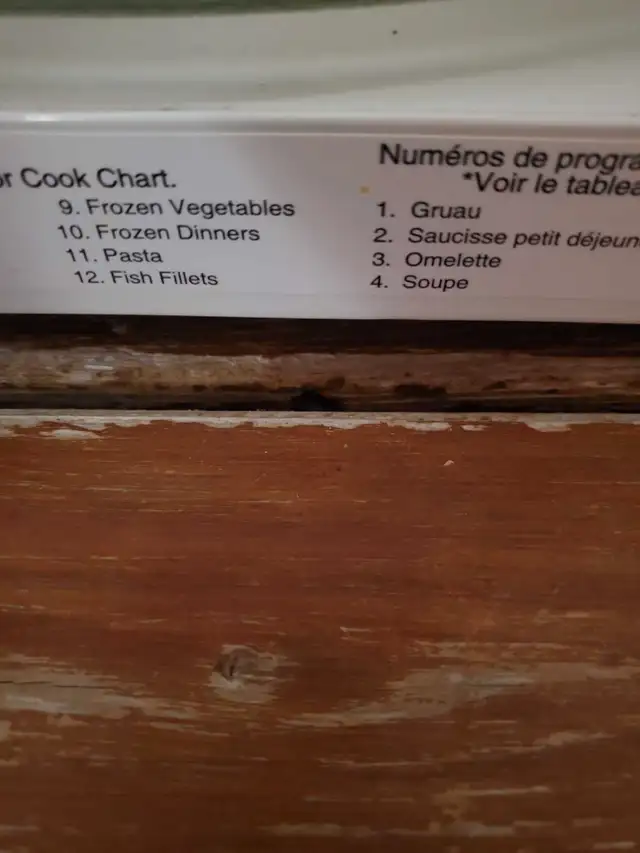 or Cook Chart.
9. Frozen Vegetables
10. Frozen Dinners
11. Pasta
12. Fish Fillets
Numéros de progra
*Voir le tablea
1. Gruau
2. Saucisse petit déjeun
3. Omelette
4. Soupe